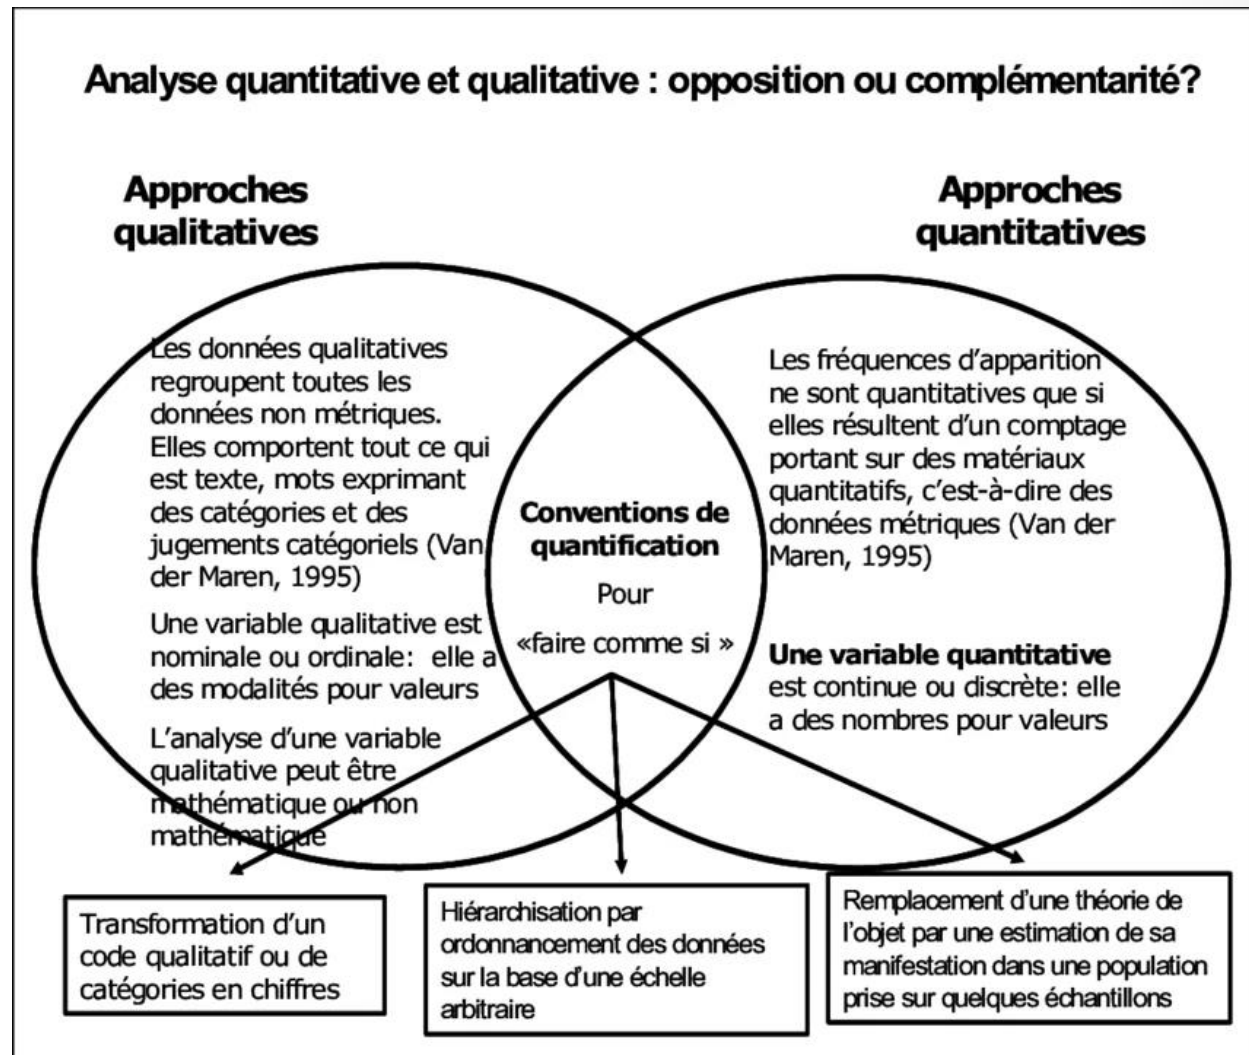 Analyse quantitative et qualitative : opposition ou complémentarité?
Approches
qualitatives
Les données qualitatives
regroupent toutes les
données non métriques.
Elles comportent tout ce qui
est texte, mots exprimant
des catégories et des
jugements catégoriels (Van
der Maren, 1995)
Une variable qualitative est
nominale ou ordinale: elle a
des modalités pour valeurs
L'analyse d'une variable
qualitative peut être
mathématique ou non
mathématique
Conventions de
quantification
Pour
«faire comme si »
Approches
quantitatives
Les fréquences d'apparition
ne sont quantitatives que si
elles résultent d'un comptage
portant sur des matériaux
quantitatifs, c'est-à-dire des
données métriques (Van der
Maren, 1995)
Une variable quantitative
est continue ou discrète: elle
a des nombres pour valeurs
Transformation d'un
code qualitatif ou de
catégories en chiffres
Hiérarchisation par
ordonnancement des données
sur la base d'une échelle
arbitraire
Remplacement d'une théorie de
l'objet par une estimation de sa
manifestation dans une population
prise sur quelques échantillons